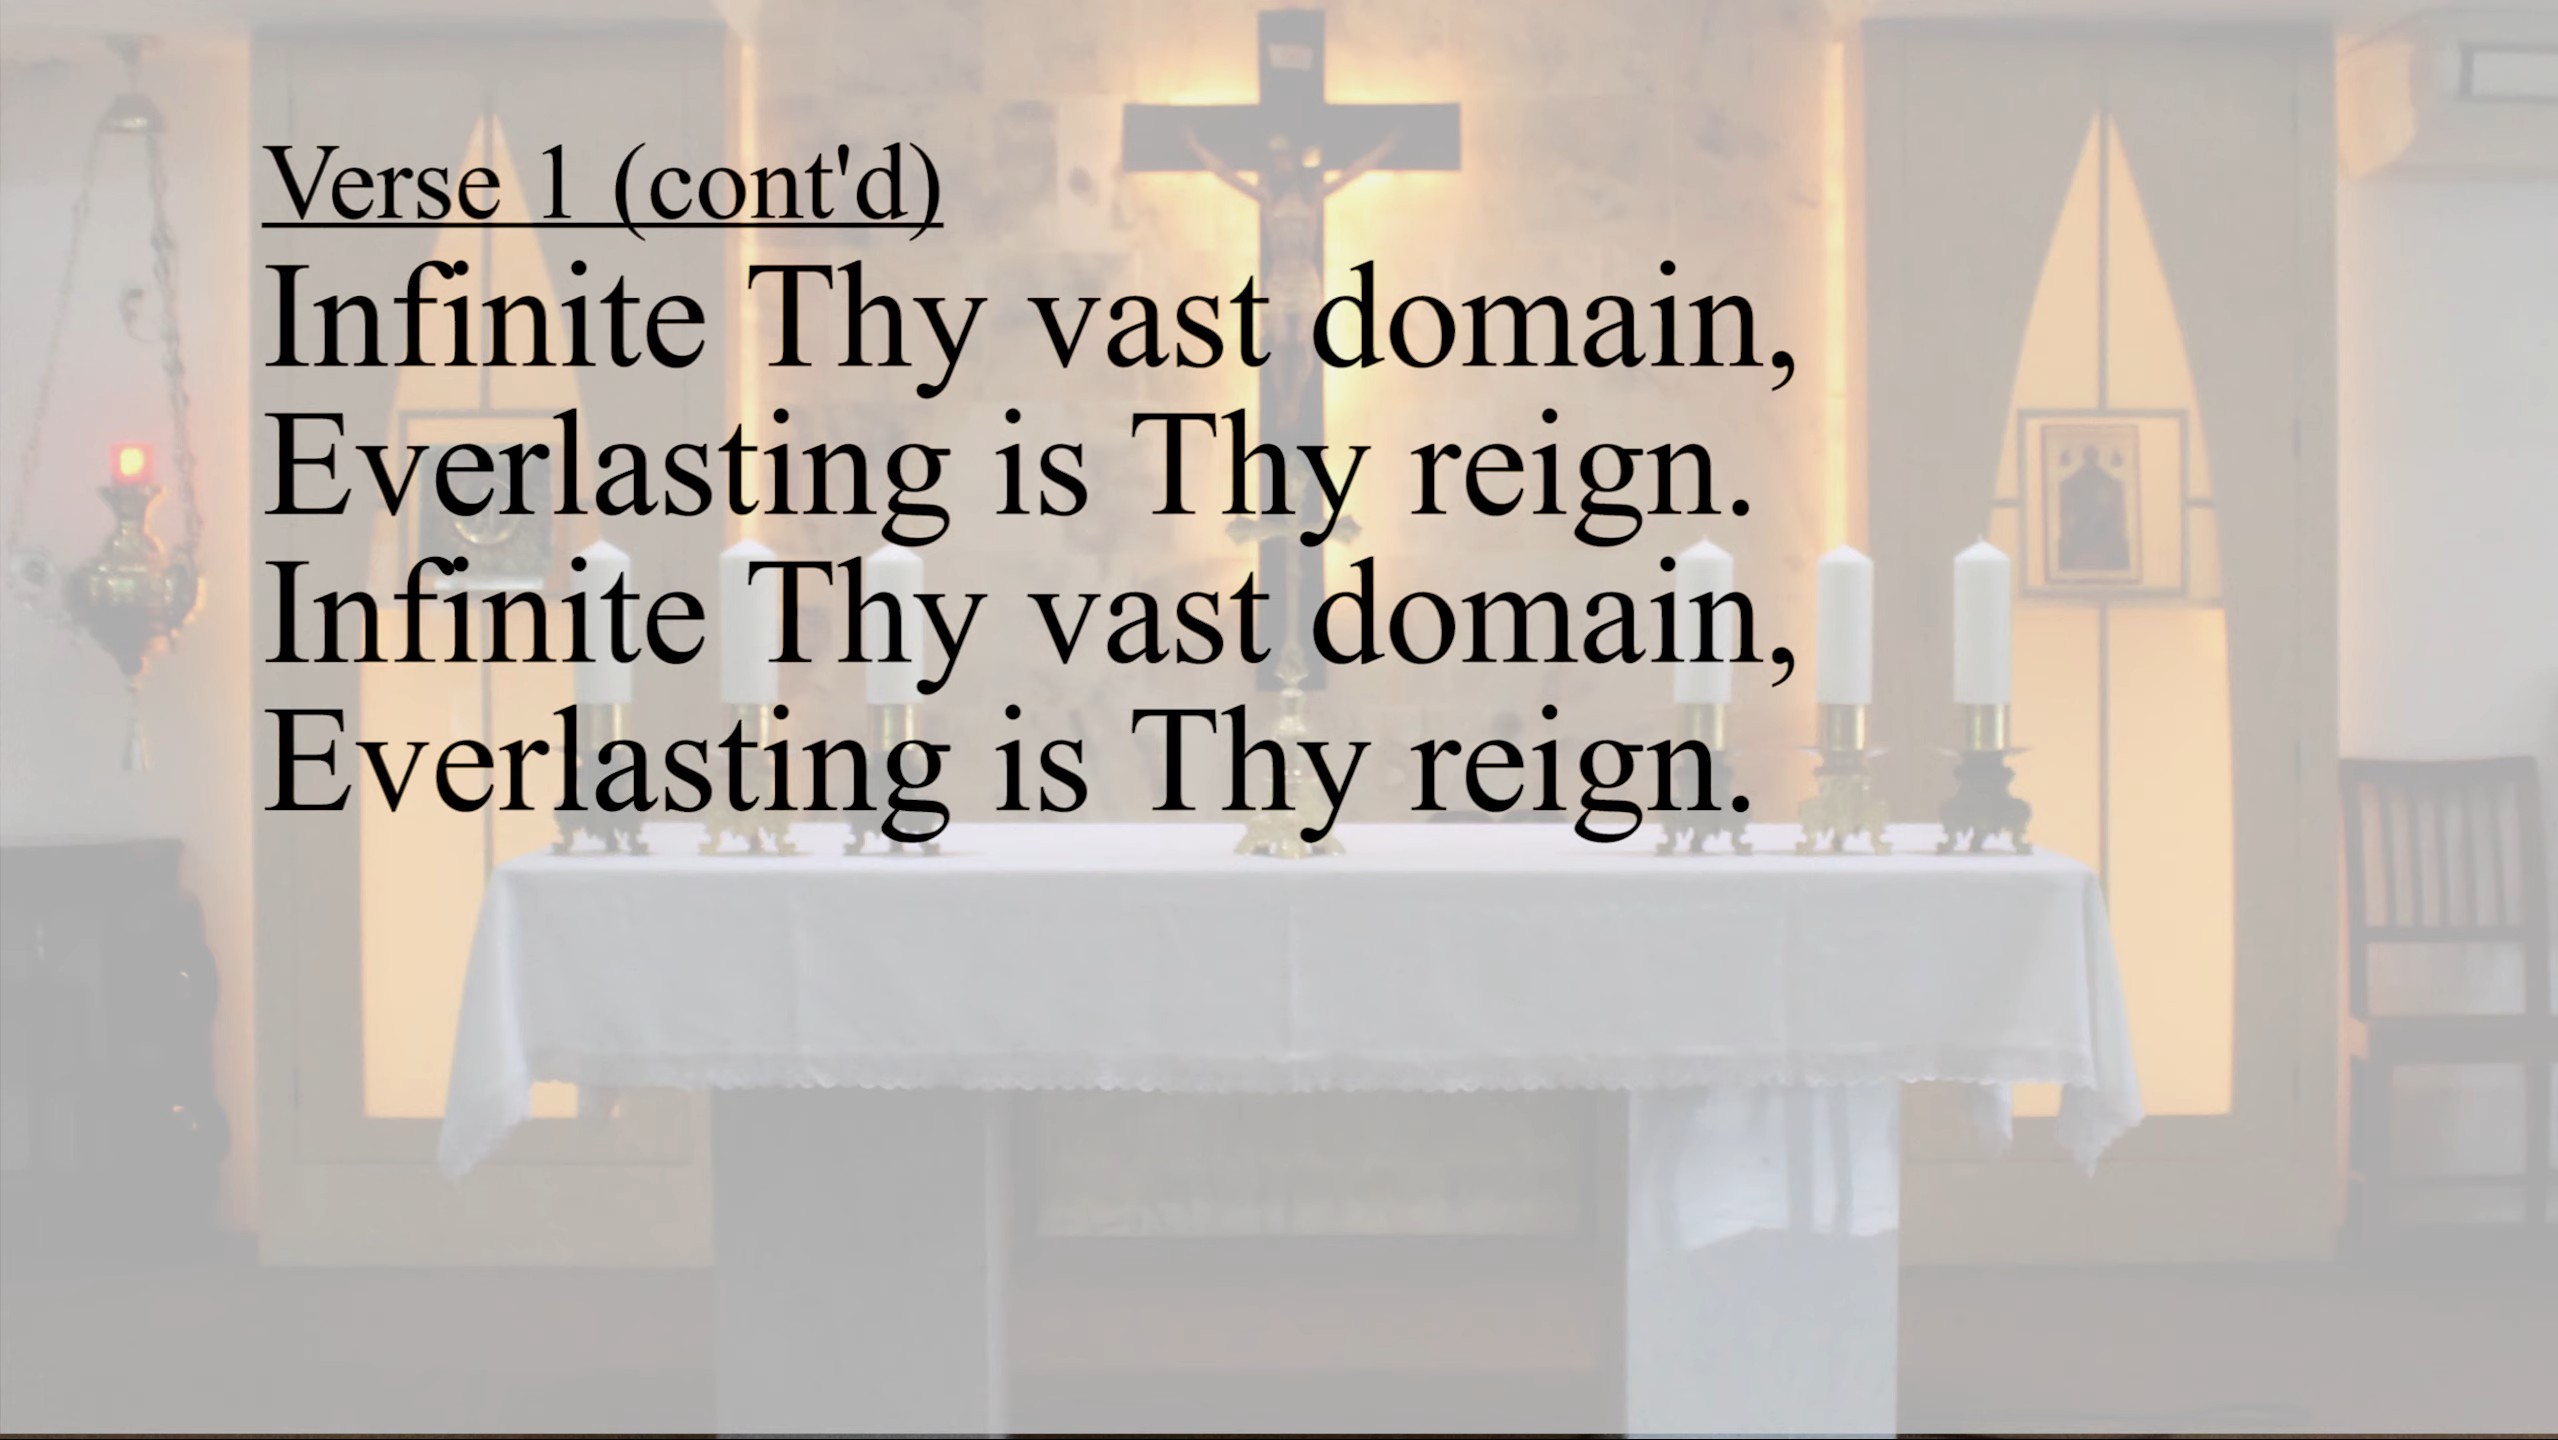 Verse 1 (cont'd)
Infinite Thy vast domain,
Everlasting is Thy reign.
Infinite Thy vast domain,
Everlasting is Thy reign.